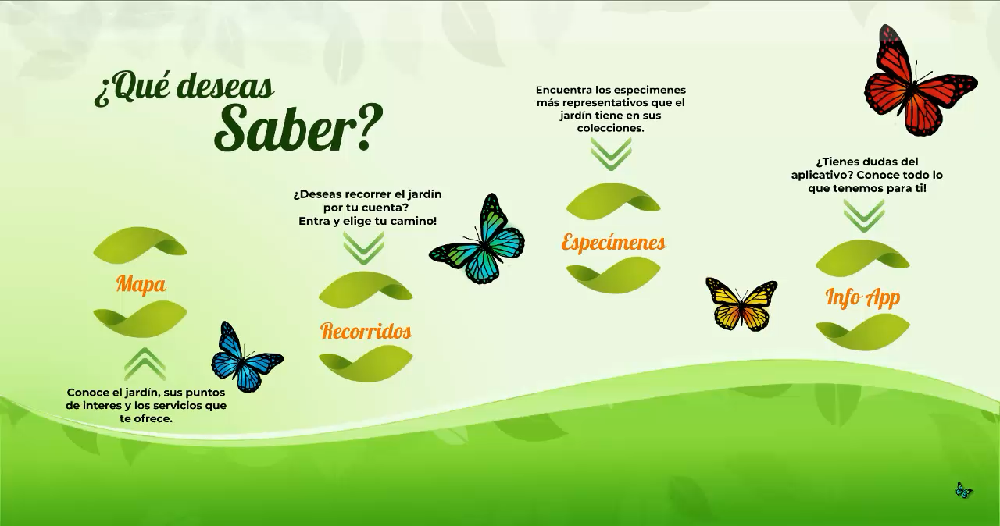 ¿Qué deseas
Saber?
Mapa
Conoce el jardín, sus puntos
de interes y los servicios que
te ofrece.
¿Deseas recorrer el jardín
por tu cuenta?
Entra y elige tu camino!
Recorridos
Encuentra los especimenes
más representativos que el
jardín tiene en sus
colecciones.
Especímenes
¿Tienes dudas del
aplicativo? Conoce todo lo
que tenemos para ti!
Info App